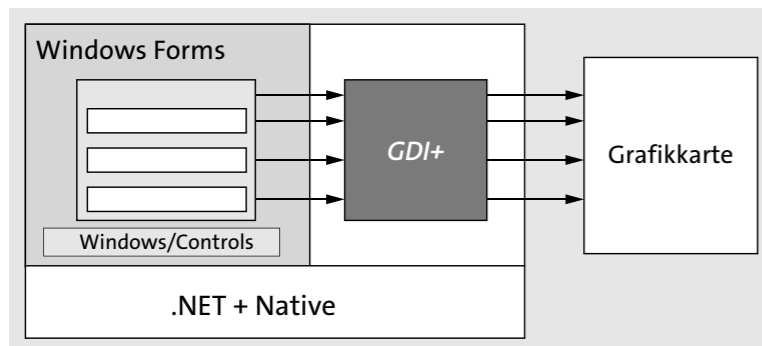 Windows Forms
GDI+
Grafikkarte
Windows/Controls
.NET + Native